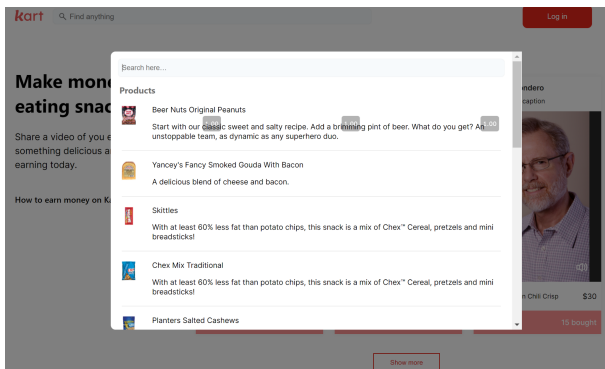 kart
Find anything
Log in
Search here...
Products
Make mon
eating snac
Share a video of you e
something delicious a
earning today.
How to earn money on Ka
Beer Nuts Original Peanuts
Start with our classic sweet and salty recipe. Add a brimming pint of beer. What do you get? An
unstoppable team, as dynamic as any superhero duo.
Yancey's Fancy Smoked Gouda With Bacon
A delicious blend of cheese and bacon.
Skittles
With at least 60% less fat than potato chips, this snack is a mix of Chex™ Cereal, pretzels and mini
breadsticks!
Chex Mix Traditional
With at least 60% less fat than potato chips, this snack is a mix of Chex™ Cereal, pretzels and mini
breadsticks!
Planters Salted Cashews
ndero
caption
n Chili Crisp
$30
15 bought
Show more